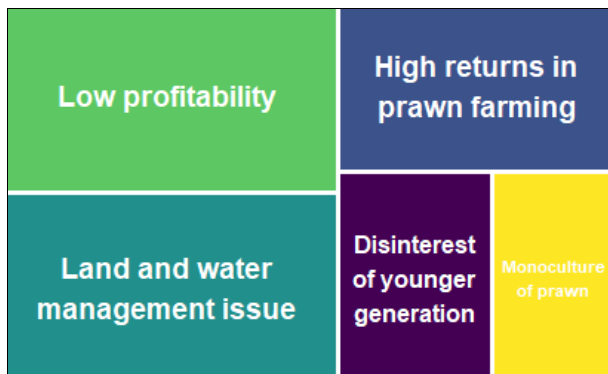 Low profitability
High returns in
prawn farming
Land and water
management issue
Disinterest
of younger
generation
Monoculture
of prawn